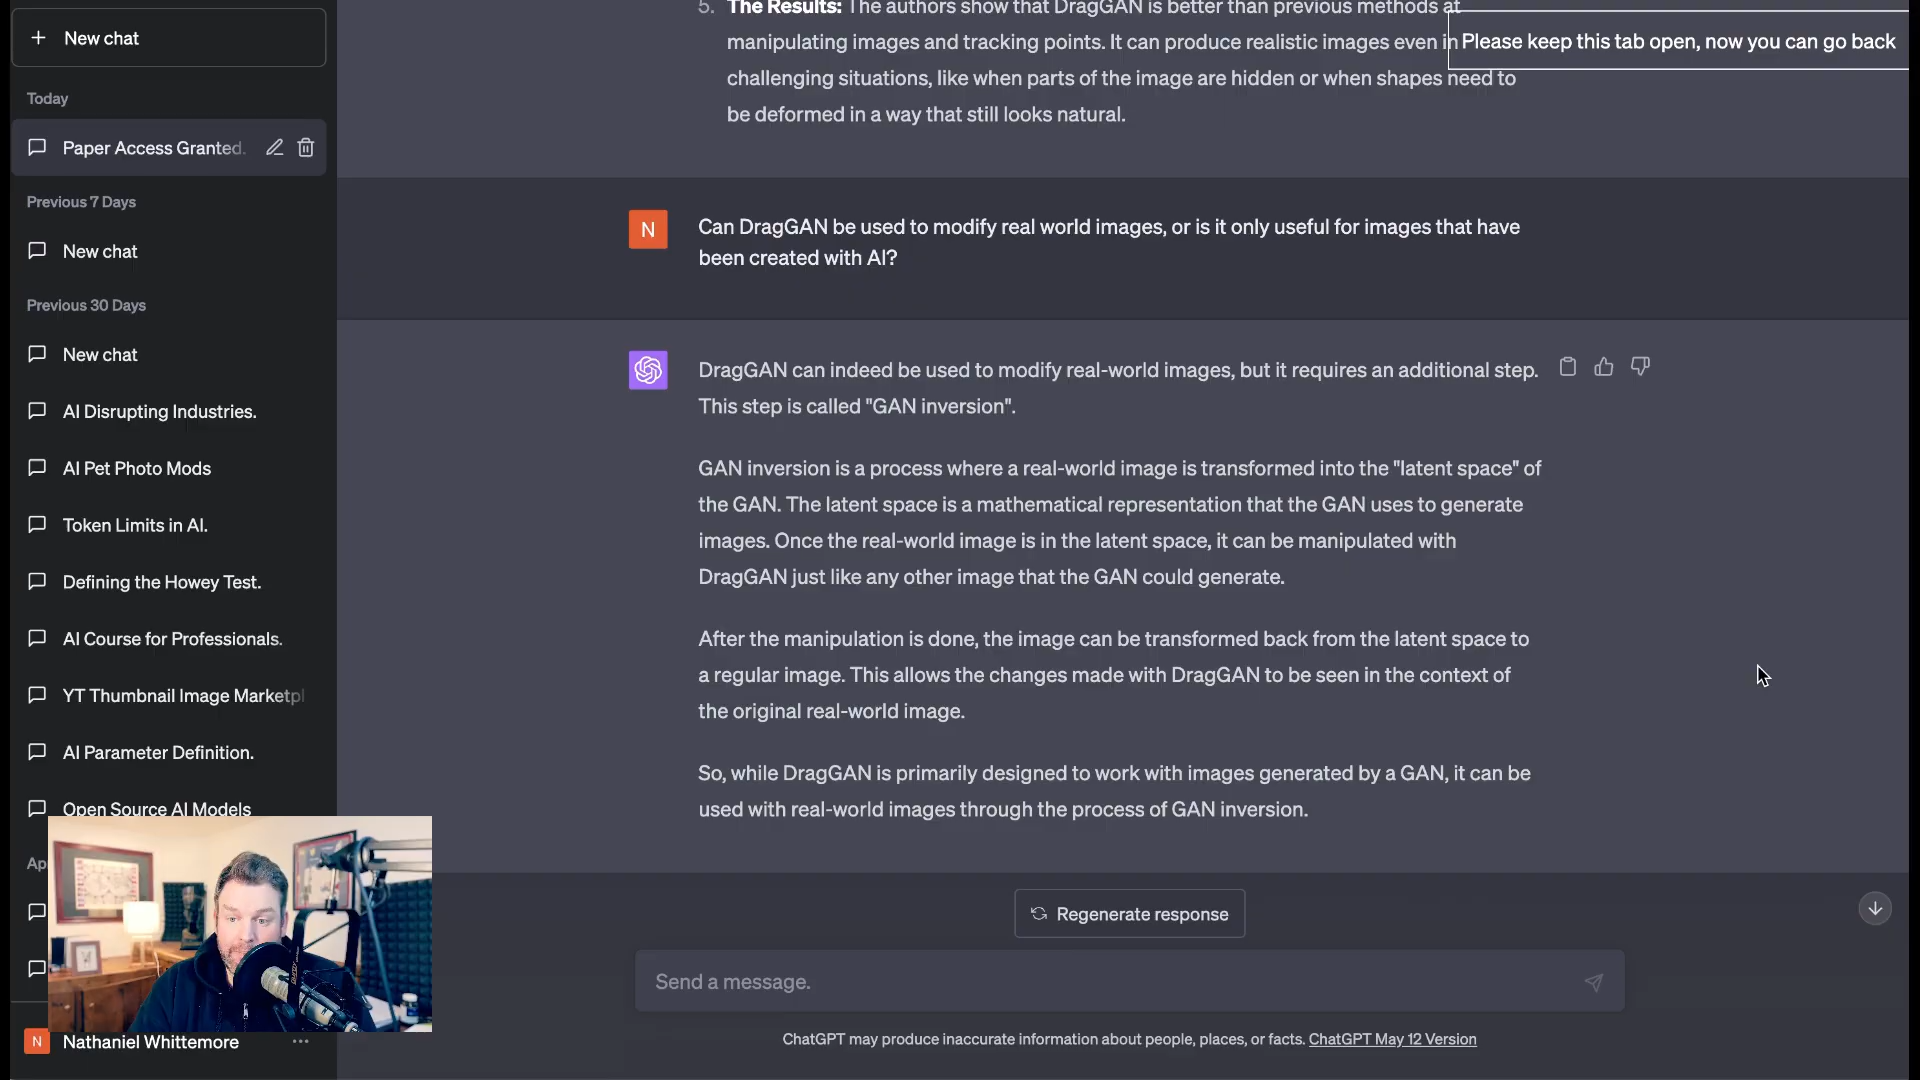 New chat
Today
Paper Access Granted.
Previous 7 Days
New chat
Previous 30 Days
New chat
AI Disrupting Industries.
AI Pet Photo Mods
Token Limits in AI.
Defining the Howey Test.
AI Course for Professionals.
YT Thumbnail Image Marketpl
AI Parameter Definition.
Open Source AI Models
Ap
N Nathaniel Whittemore
5. The Results: The authors show that DragGAN is better than previous methods at
manipulating images and tracking points. It can produce realistic images even in
challenging situations, like when parts of the image are hidden or when shapes need to
be deformed in a way that still looks natural.
Please keep this tab open, now you can go back
N
Can DragGAN be used to modify real world images, or is it only useful for images that have
been created with AI?
DragGAN can indeed be used to modify real-world images, but it requires an additional step.
This step is called "GAN inversion".
GAN inversion is a process where a real-world image is transformed into the "latent space" of
the GAN. The latent space is a mathematical representation that the GAN uses to generate
images. Once the real-world image is in the latent space, it can be manipulated with
DragGAN just like any other image that the GAN could generate.
After the manipulation is done, the image can be transformed back from the latent space to
a regular image. This allows the changes made with DragGAN to be seen in the context of
the original real-world image.
So, while DragGAN is primarily designed to work with images generated by a GAN, it can be
used with real-world images through the process of GAN inversion.
Regenerate response
Send a message.
ChatGPT may produce inaccurate information about people, places, or facts. ChatGPT May 12 Version